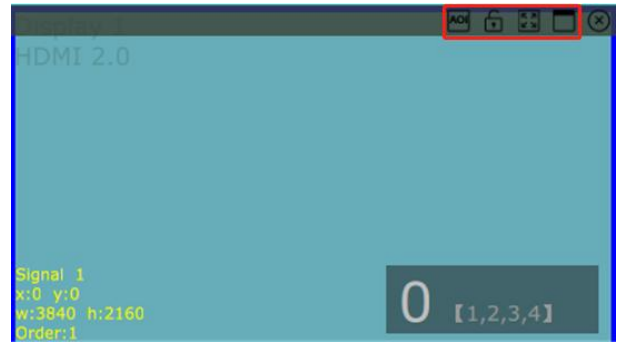 Display 1
AOI
HDMI 2.0
Signal 1
x:0 y:0
w:3840 h:2160
Order:1
0 【1,2,3,4】